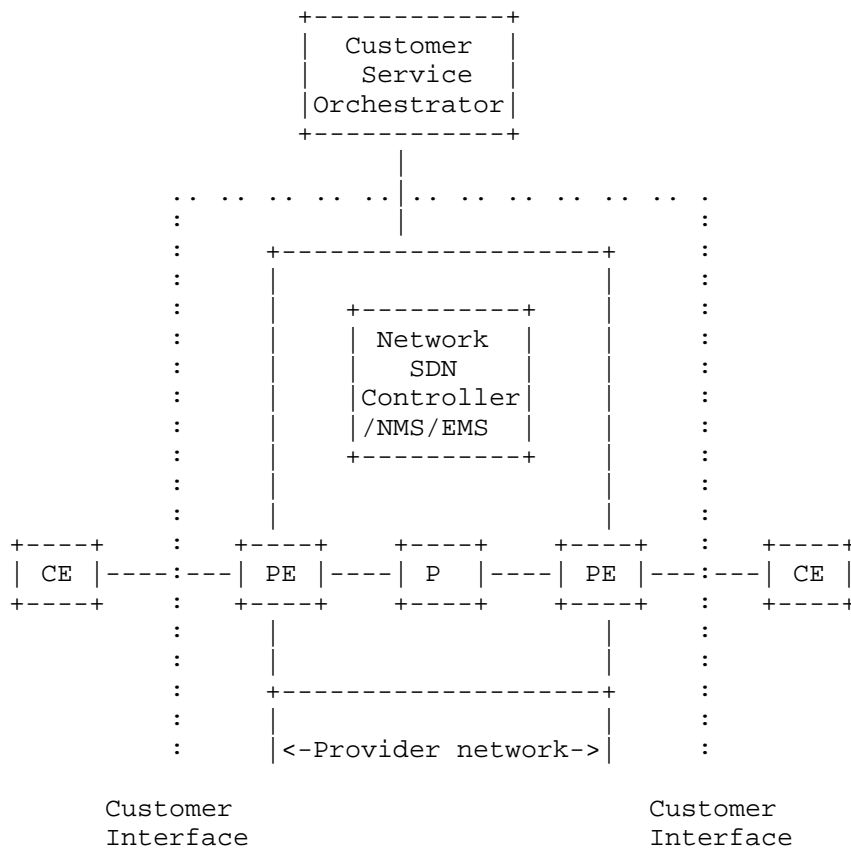 Customer
Service
Orchestrator
Network
SDN
Controller
/NMS/EMS
CE PE P PE CE
<-Provider network->
Customer Customer
Interface Interface